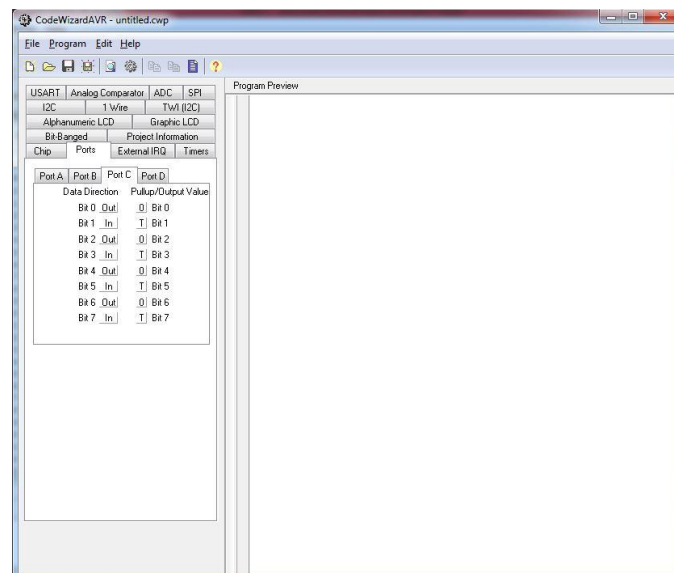 CodeWizardAVR - untitled.cwp
File Program Edit Help
USART Analog Comparator ADC SPI
I2C 1 Wire TWI (I2C)
Alphanumeric LCD Graphic LCD
Bit-Banged Project Information
Chip Ports External IRQ Timers
Port A Port B Port C Port D
Data Direction Pullup/Output Value
Bit 0 Out 0 Bit 0
Bit 1 In T Bit 1
Bit 2 Out 0 Bit 2
Bit 3 In T Bit 3
Bit 4 Out 0 Bit 4
Bit 5 In T Bit 5
Bit 6 Out 0 Bit 6
Bit 7 In T Bit 7
Program Preview